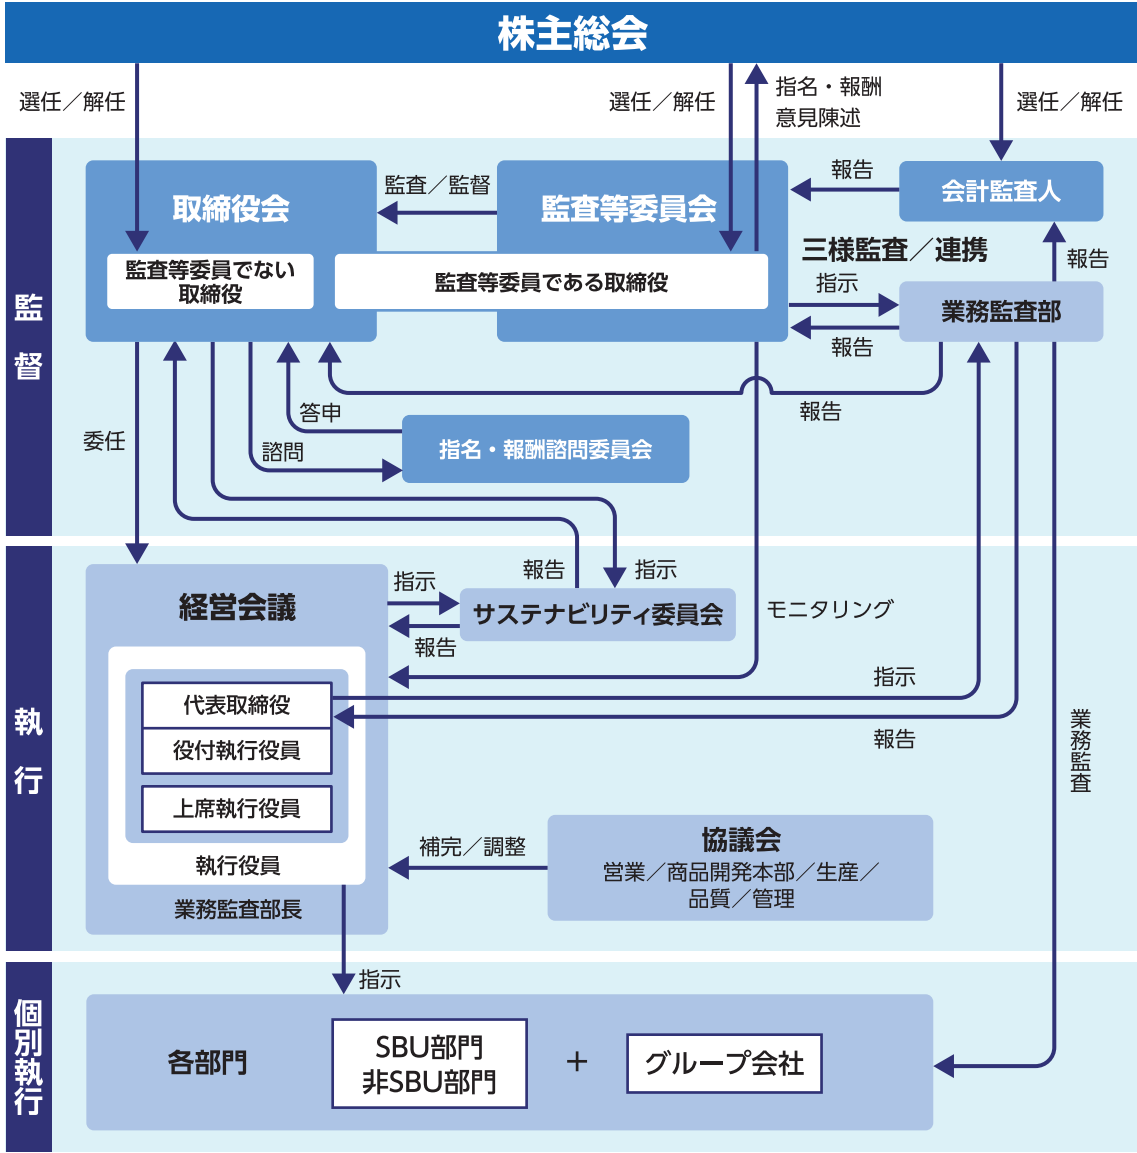 株主総会
選任／解任
選任／解任
指名・報酬
意見陳述
選任／解任
監督
取締役会
監査／監督
監査等委員会
報告
会計監査人
監査等委員でない
取締役
監査等委員である取締役
三様監査／連携
報告
指示
業務監査部
報告
報告
委任
答申
諮問
指名・報酬諮問委員会
執行
経営会議
指示
報告
指示
サステナビリティ委員会
報告
モニタリング
代表取締役
役付執行役員
上席執行役員
執行役員
業務監査部長
指示
報告
業務監査
補完／調整
協議会
営業／商品開発本部／生産／
品質／管理
個別執行
指示
各部門
SBU部門
非SBU部門
＋
グループ会社